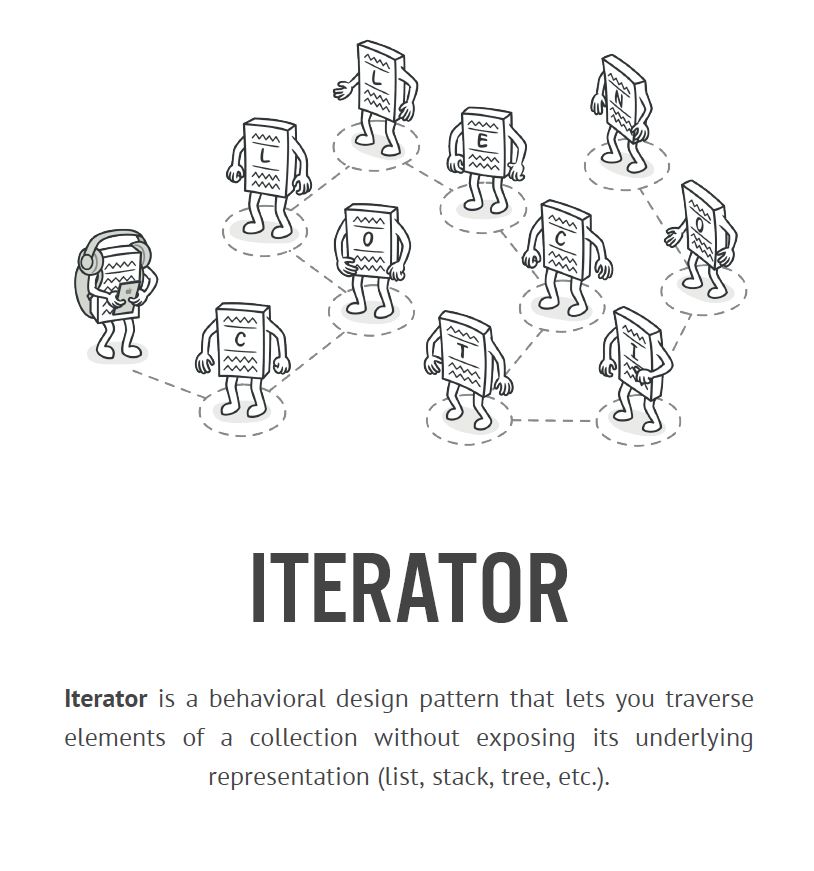 C
O
L
L
E
C
T
I
O
N
ITERATOR
Iterator is a behavioral design pattern that lets you traverse
elements of a collection without exposing its underlying
representation (list, stack, tree, etc.).